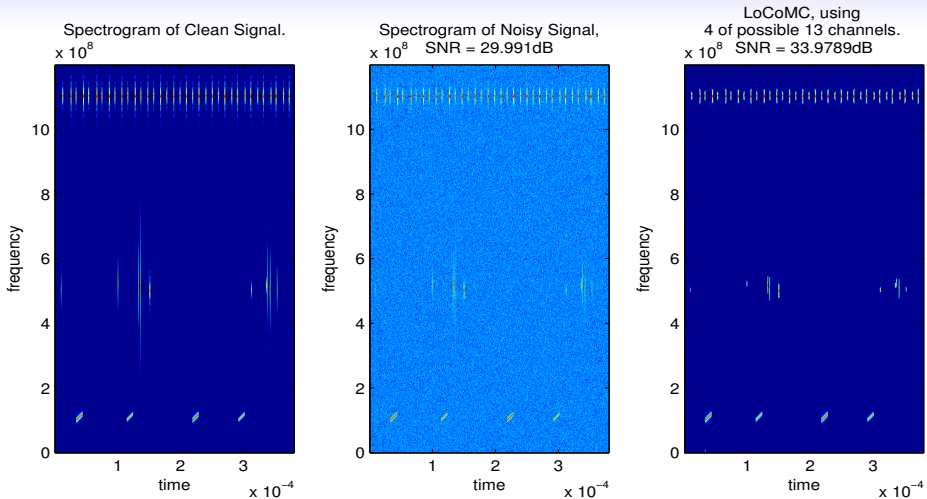 Spectrogram of Clean Signal.
x 10^8
10
8
6
4
2
0
frequency
1
2
3
time
x 10^-4
Spectrogram of Noisy Signal,
SNR = 29.991dB
x 10^8
10
8
6
4
2
0
frequency
1
2
3
time
x 10^-4
LoCoMC, using
4 of possible 13 channels.
SNR = 33.9789dB
x 10^8
10
8
6
4
2
0
frequency
1
2
3
time
x 10^-4